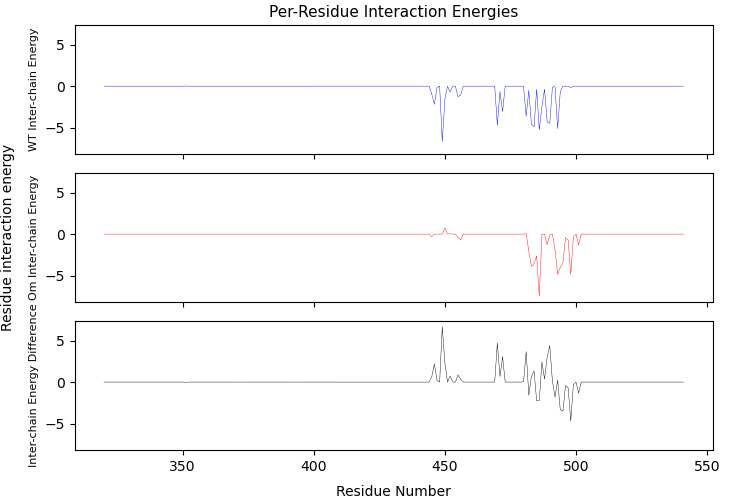 Per-Residue Interaction Energies
Residue interaction energy
WT Inter-chain Energy
5
0
−5
Om Inter-chain Energy
5
0
−5
Inter-chain Energy Difference
5
0
−5
350
400
450
500
550
Residue Number